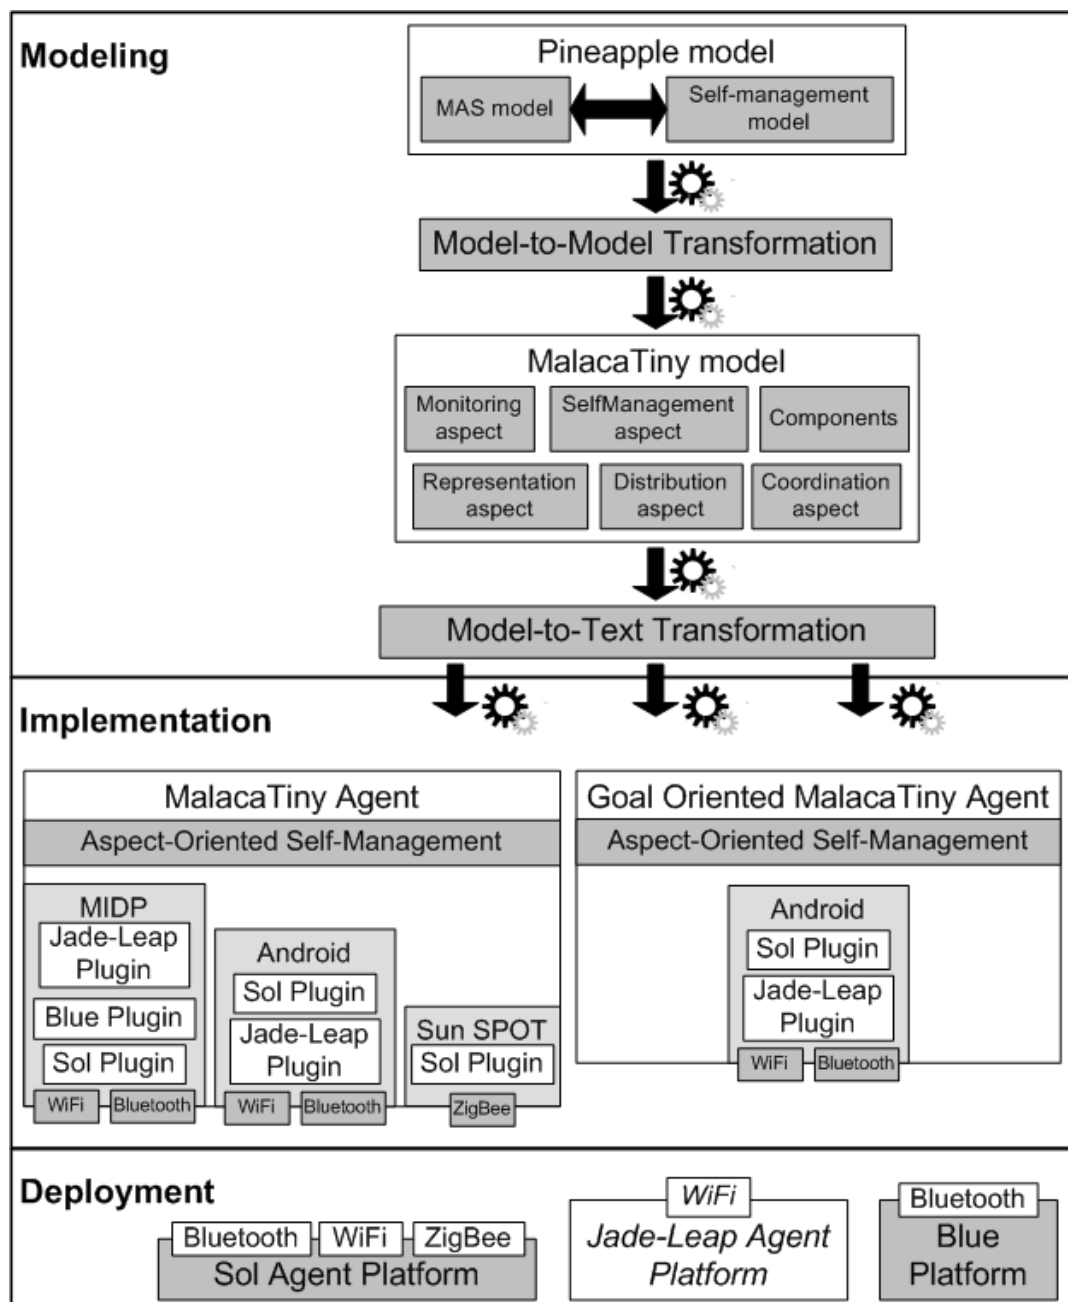 Modeling
Pineapple model
MAS model
Self-management
model
Model-to-Model Transformation
MalacaTiny model
Monitoring
aspect
SelfManagement
aspect
Components
Representation
aspect
Distribution
aspect
Coordination
aspect
Model-to-Text Transformation
Implementation
MalacaTiny Agent
Aspect-Oriented Self-Management
MIDP
Jade-Leap
Plugin
Blue Plugin
Sol Plugin
WiFi
Bluetooth
Android
Sol Plugin
Jade-Leap
Plugin
WiFi
Bluetooth
Sun SPOT
Sol Plugin
ZigBee
Goal Oriented MalacaTiny Agent
Aspect-Oriented Self-Management
Android
Sol Plugin
Jade-Leap
Plugin
WiFi
Bluetooth
Deployment
Bluetooth
WiFi
ZigBee
Sol Agent Platform
WiFi
Jade-Leap Agent
Platform
Bluetooth
Blue
Platform